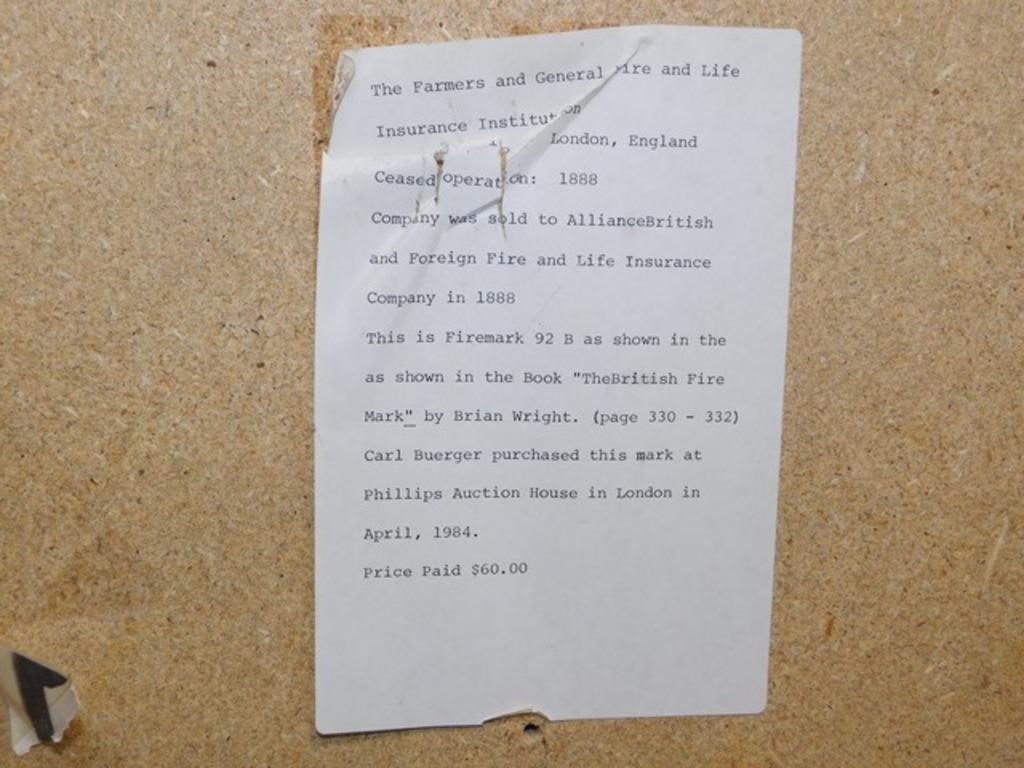 The Farmers and General Fire and Life
Insurance Institution
London, England
Ceased operation: 1888
Company was sold to AllianceBritish
and Foreign Fire and Life Insurance
Company in 1888
This is Firemark 92 B as shown in the
as shown in the Book "TheBritish Fire
Mark" by Brian Wright. (page 330 - 332)
Carl Buerger purchased this mark at
Phillips Auction House in London in
April, 1984.
Price Paid $60.00